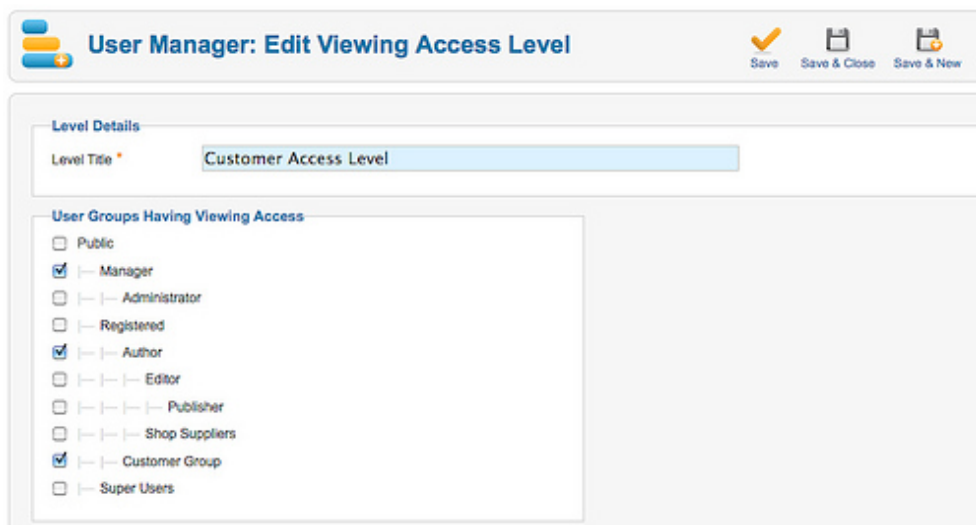 User Manager: Edit Viewing Access Level
Save
Save & Close
Save & New
Level Details
Level Title *
Customer Access Level
User Groups Having Viewing Access
Public
|— Manager
|— |— Administrator
|— Registered
|— |— Author
|— |— |— Editor
|— |— |— |— Publisher
|— |— |— Shop Suppliers
|— |— Customer Group
|— Super Users